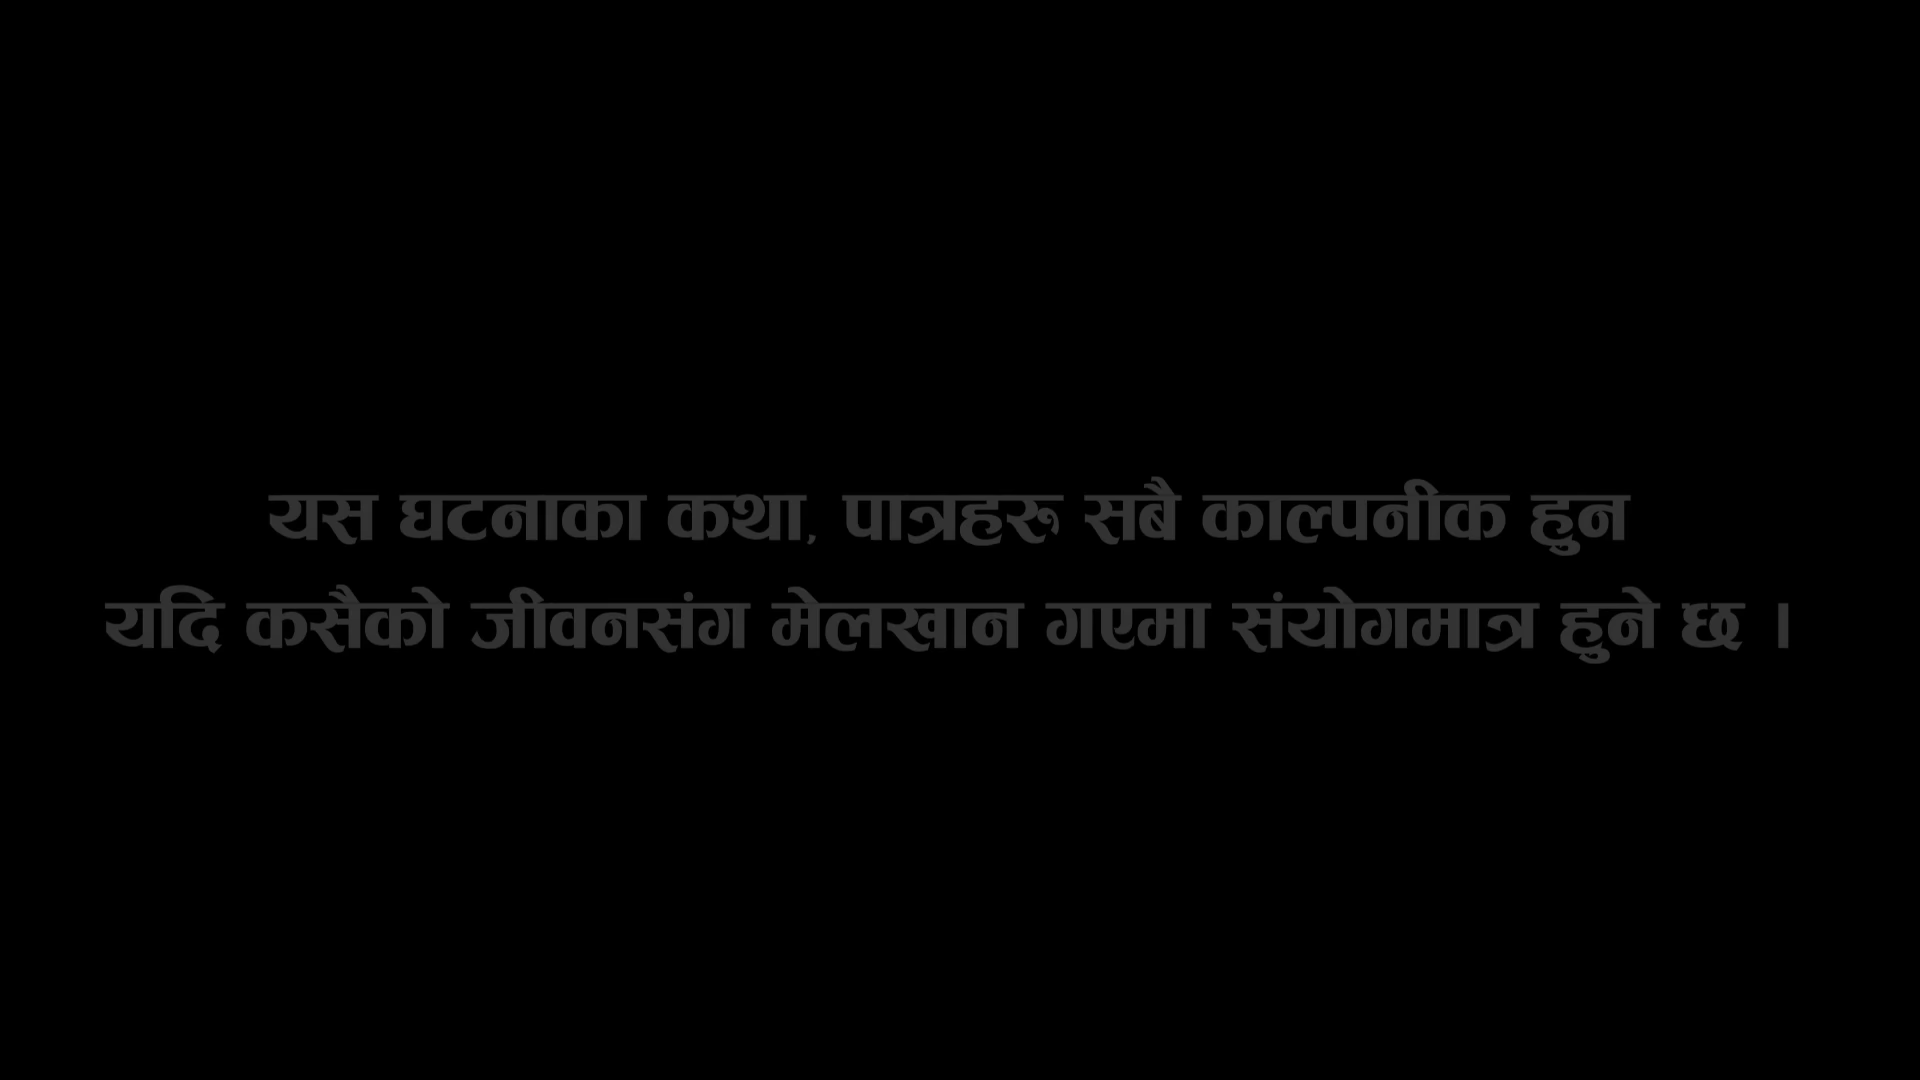 यस घटनाका कथा, पात्रहरु सबै काल्पनीक हुन
यदि कसैको जीवनसंग मेलखान गएमा संयोगमात्र हुने छ ।